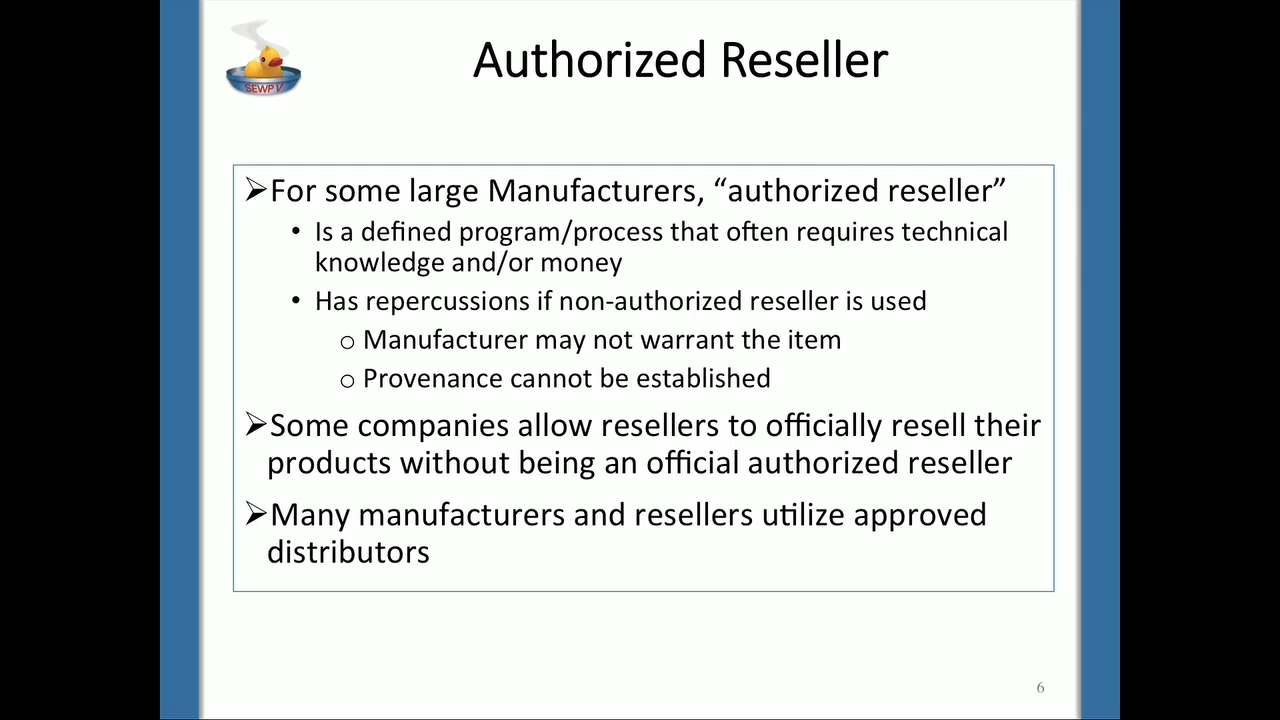 SEWP V
Authorized Reseller
➢For some large Manufacturers, “authorized reseller”
• Is a defined program/process that often requires technical
knowledge and/or money
• Has repercussions if non-authorized reseller is used
o Manufacturer may not warrant the item
o Provenance cannot be established
➢Some companies allow resellers to officially resell their
products without being an official authorized reseller
➢Many manufacturers and resellers utilize approved
distributors
6